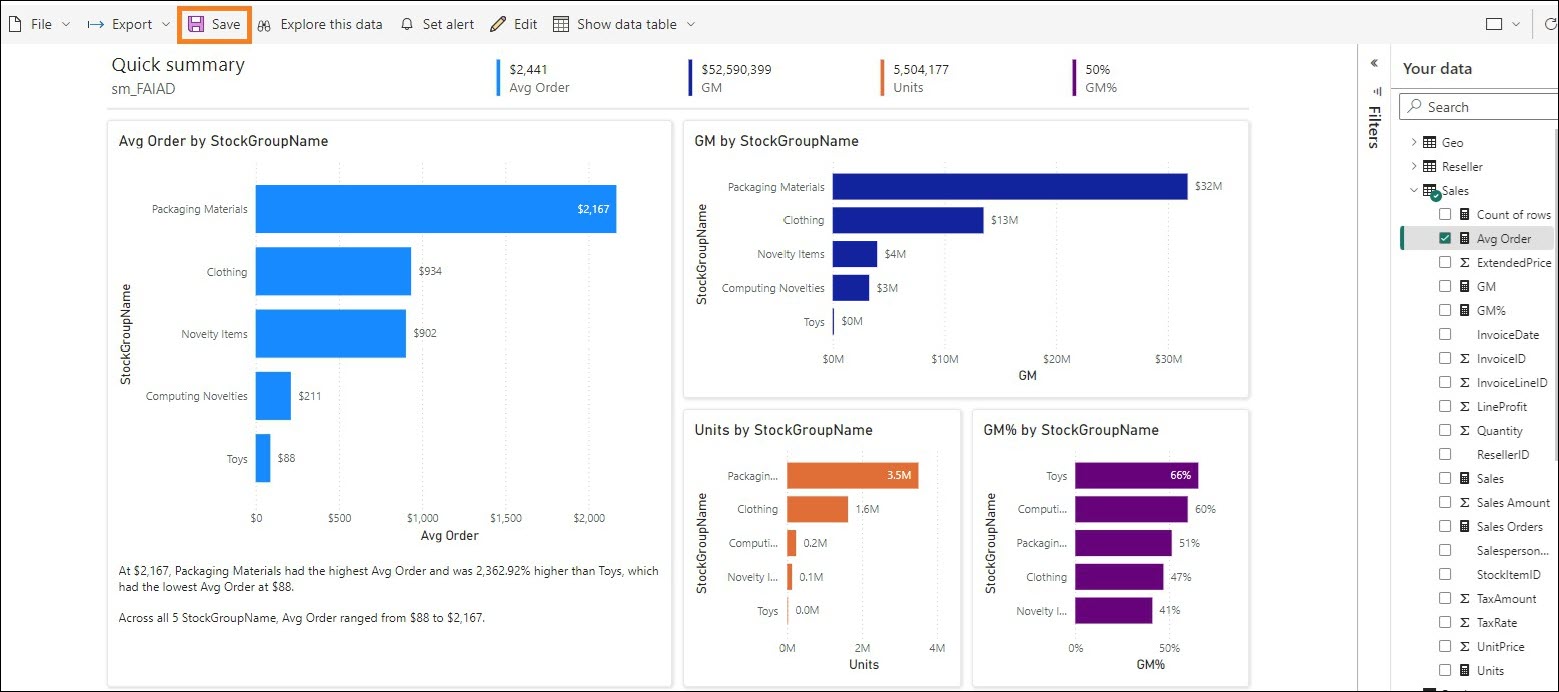 File Export Save Explore this data Set alert Edit Show data table
Quick summary
sm_FAIAD
$2,441
Avg Order
$52,590,399
GM
5,504,177
Units
50%
GM%
Avg Order by StockGroupName
StockGroupName
Packaging Materials $2,167
Clothing $934
Novelty Items $902
Computing Novelties $211
Toys $88
$0 $500 $1,000 $1,500 $2,000
Avg Order
At $2,167, Packaging Materials had the highest Avg Order and was 2,362.92% higher than Toys, which
had the lowest Avg Order at $88.
Across all 5 StockGroupName, Avg Order ranged from $88 to $2,167.
GM by StockGroupName
StockGroupName
Packaging Materials $32M
Clothing $13M
Novelty Items $4M
Computing Novelties $3M
Toys $0M
$0M $10M $20M $30M
GM
Units by StockGroupName
StockGroupName
Packagin... 3.5M
Clothing 1.6M
Computi... 0.2M
Novelty I... 0.1M
Toys 0.0M
0M 2M 4M
Units
GM% by StockGroupName
StockGroupName
Toys 66%
Computi... 60%
Packagin... 51%
Clothing 47%
Novelty I... 41%
0% 50%
GM%
Filters
Your data
Search
Geo
Reseller
Sales
Count of rows
Avg Order
ExtendedPrice
GM
GM%
InvoiceDate
InvoiceID
InvoiceLineID
LineProfit
Quantity
ResellerID
Sales
Sales Amount
Sales Orders
Salesperson...
StockItemID
TaxAmount
TaxRate
UnitPrice
Units